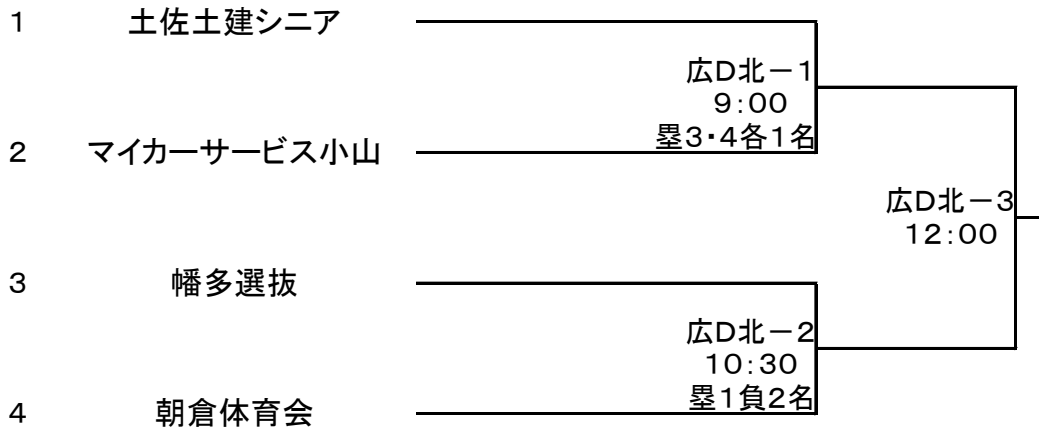 1 土佐土建シニア
広D北－1
9:00
塁3・4各1名
2 マイカーサービス小山
広D北－3
12:00
3 幡多選抜
広D北－2
10:30
塁1負2名
4 朝倉体育会